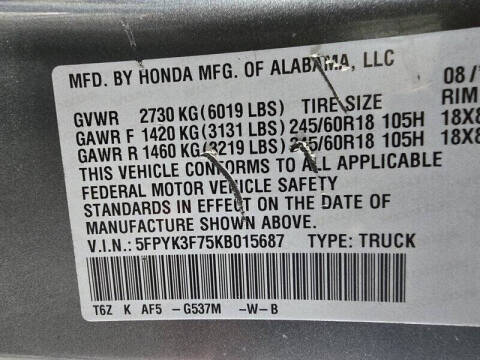 MFD. BY HONDA MFG. OF ALABAMA, LLC
08/
GVWR 2730 KG(6019 LBS) TIRE SIZE RIM
GAWR F 1420 KG(3131 LBS) 245/60R18 105H 18X8
GAWR R 1460 KG(3219 LBS) 245/60R18 105H 18X8
THIS VEHICLE CONFORMS TO ALL APPLICABLE
FEDERAL MOTOR VEHICLE SAFETY
STANDARDS IN EFFECT ON THE DATE OF
MANUFACTURE SHOWN ABOVE.
V.I.N.: 5FPYK3F75KB015687 TYPE: TRUCK
T6Z K AF5 -G537M -W-B